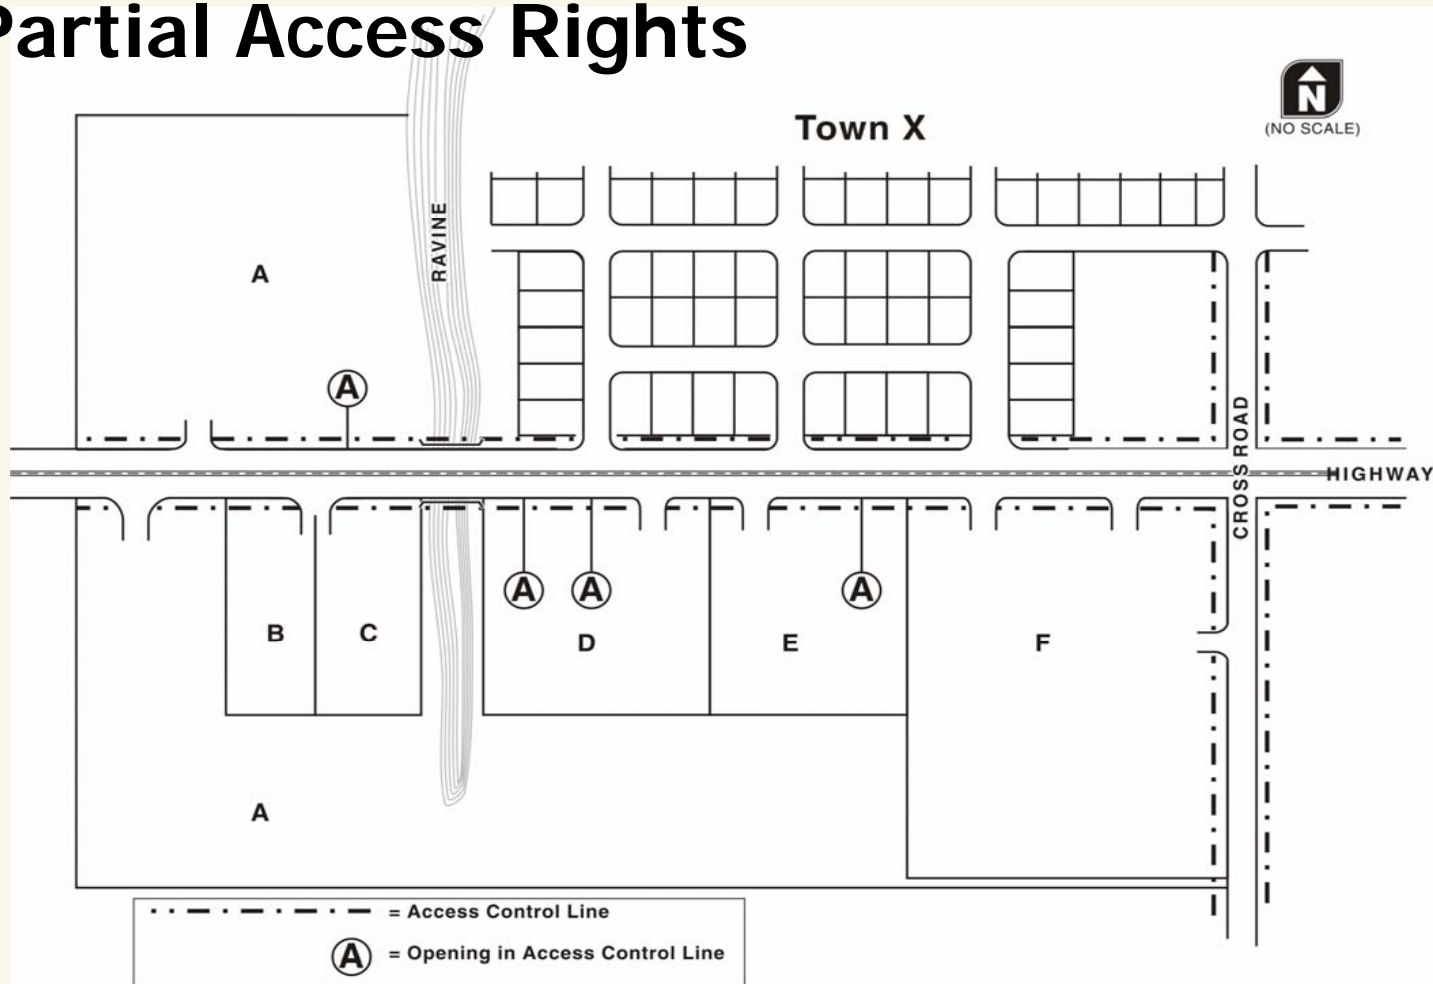 Partial Access Rights
N
(NO SCALE)
Town X
RAVINE
A
A
CROSS ROAD
HIGHWAY
A
A
A
B
C
D
E
F
A
= Access Control Line
A
= Opening in Access Control Line